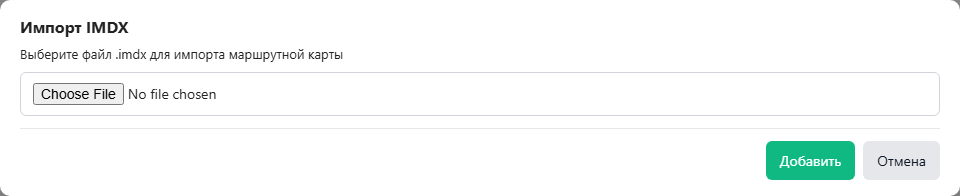 Импорт IMDX
Выберите файл .imdx для импорта маршрутной карты
Choose File No file chosen
Добавить Отмена